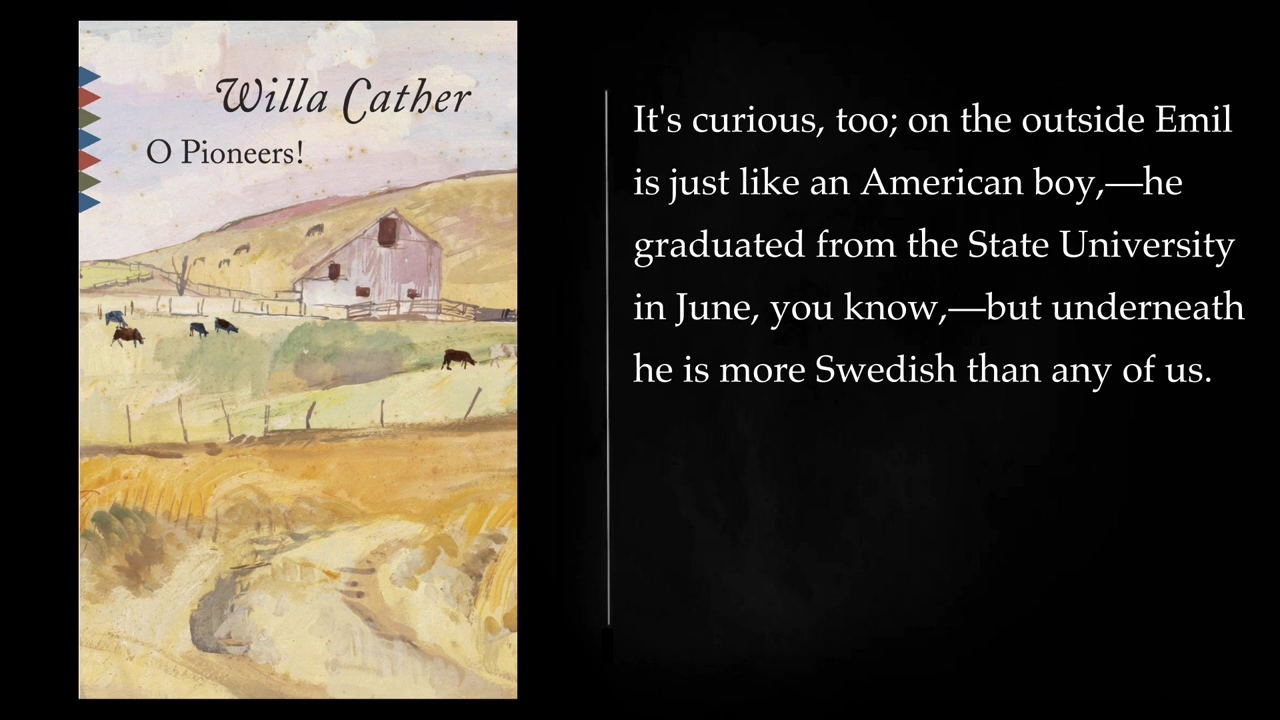 Willa Cather
O Pioneers!
It's curious, too; on the outside Emil
is just like an American boy,—he
graduated from the State University
in June, you know,—but underneath
he is more Swedish than any of us.